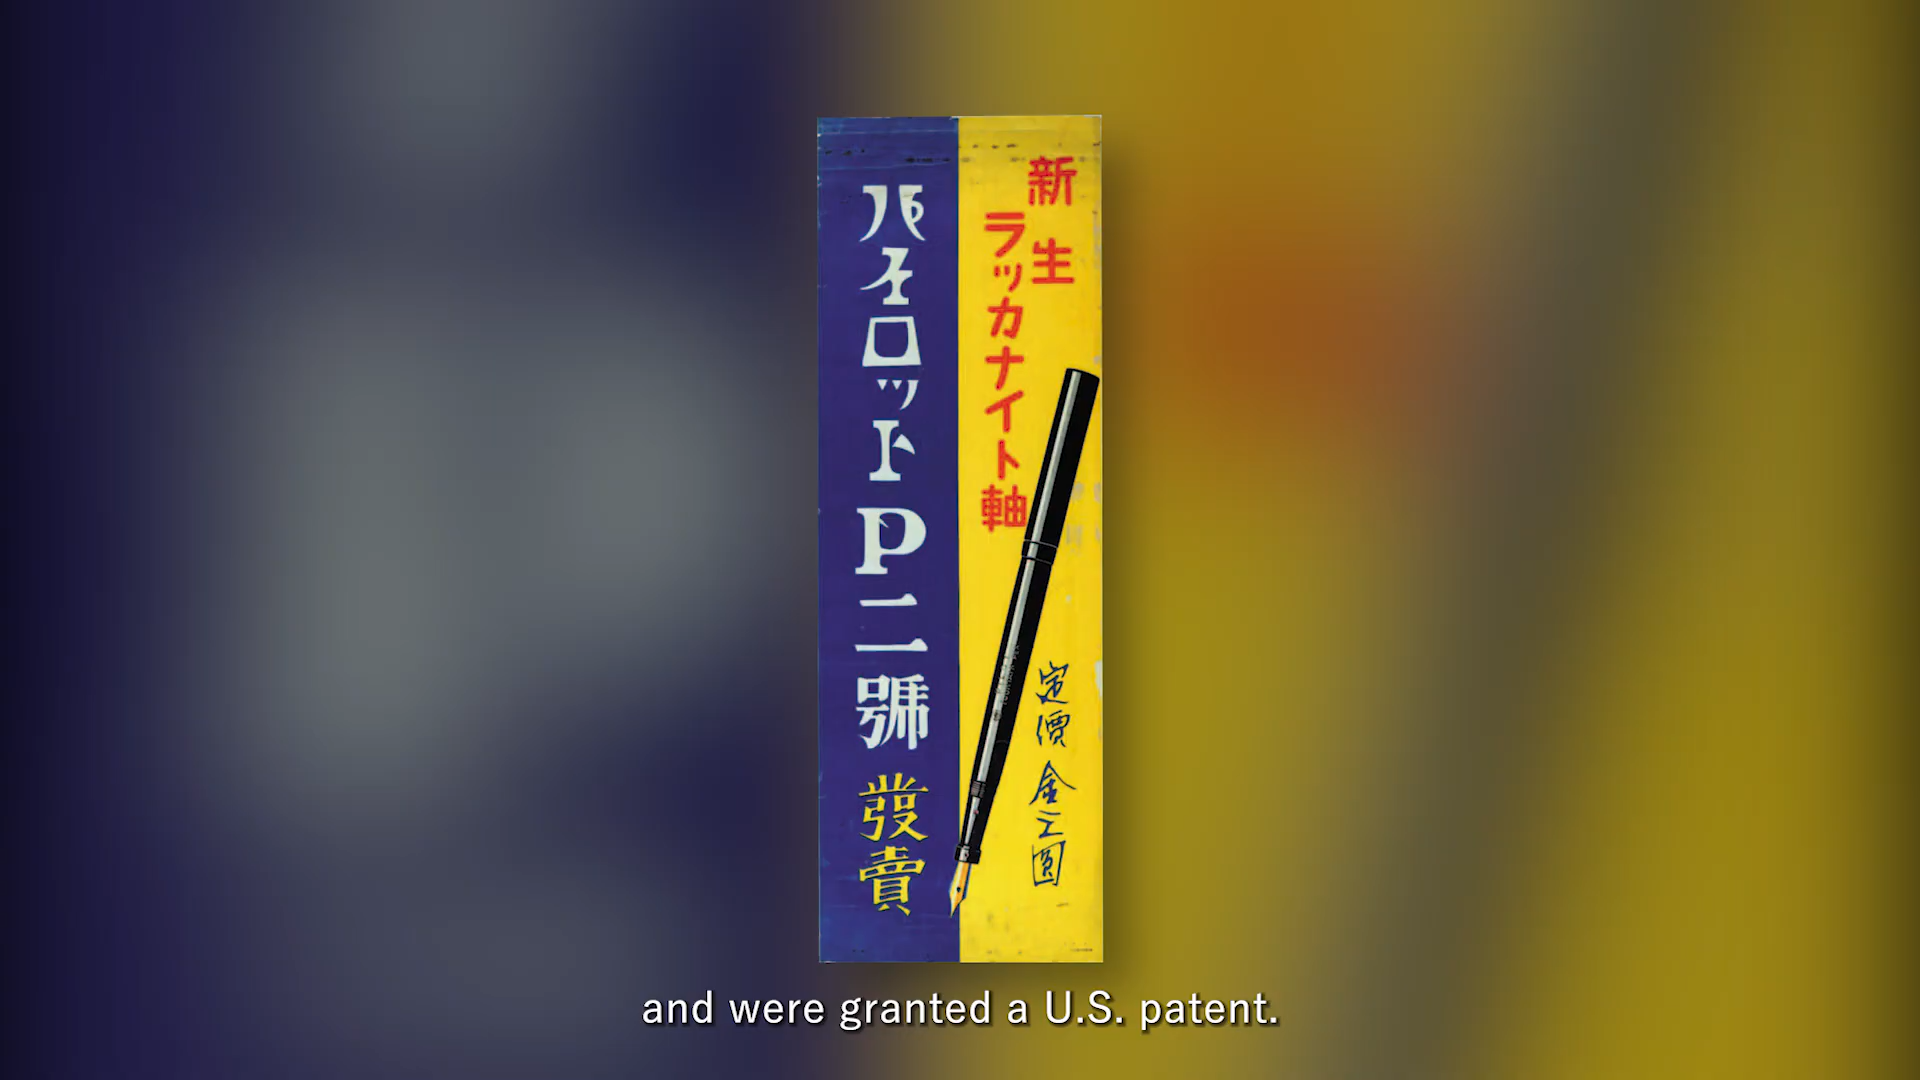 新生
ラッカナイト軸
定價 金 圓
パイロットP二號 發賣
and were granted a U.S. patent.